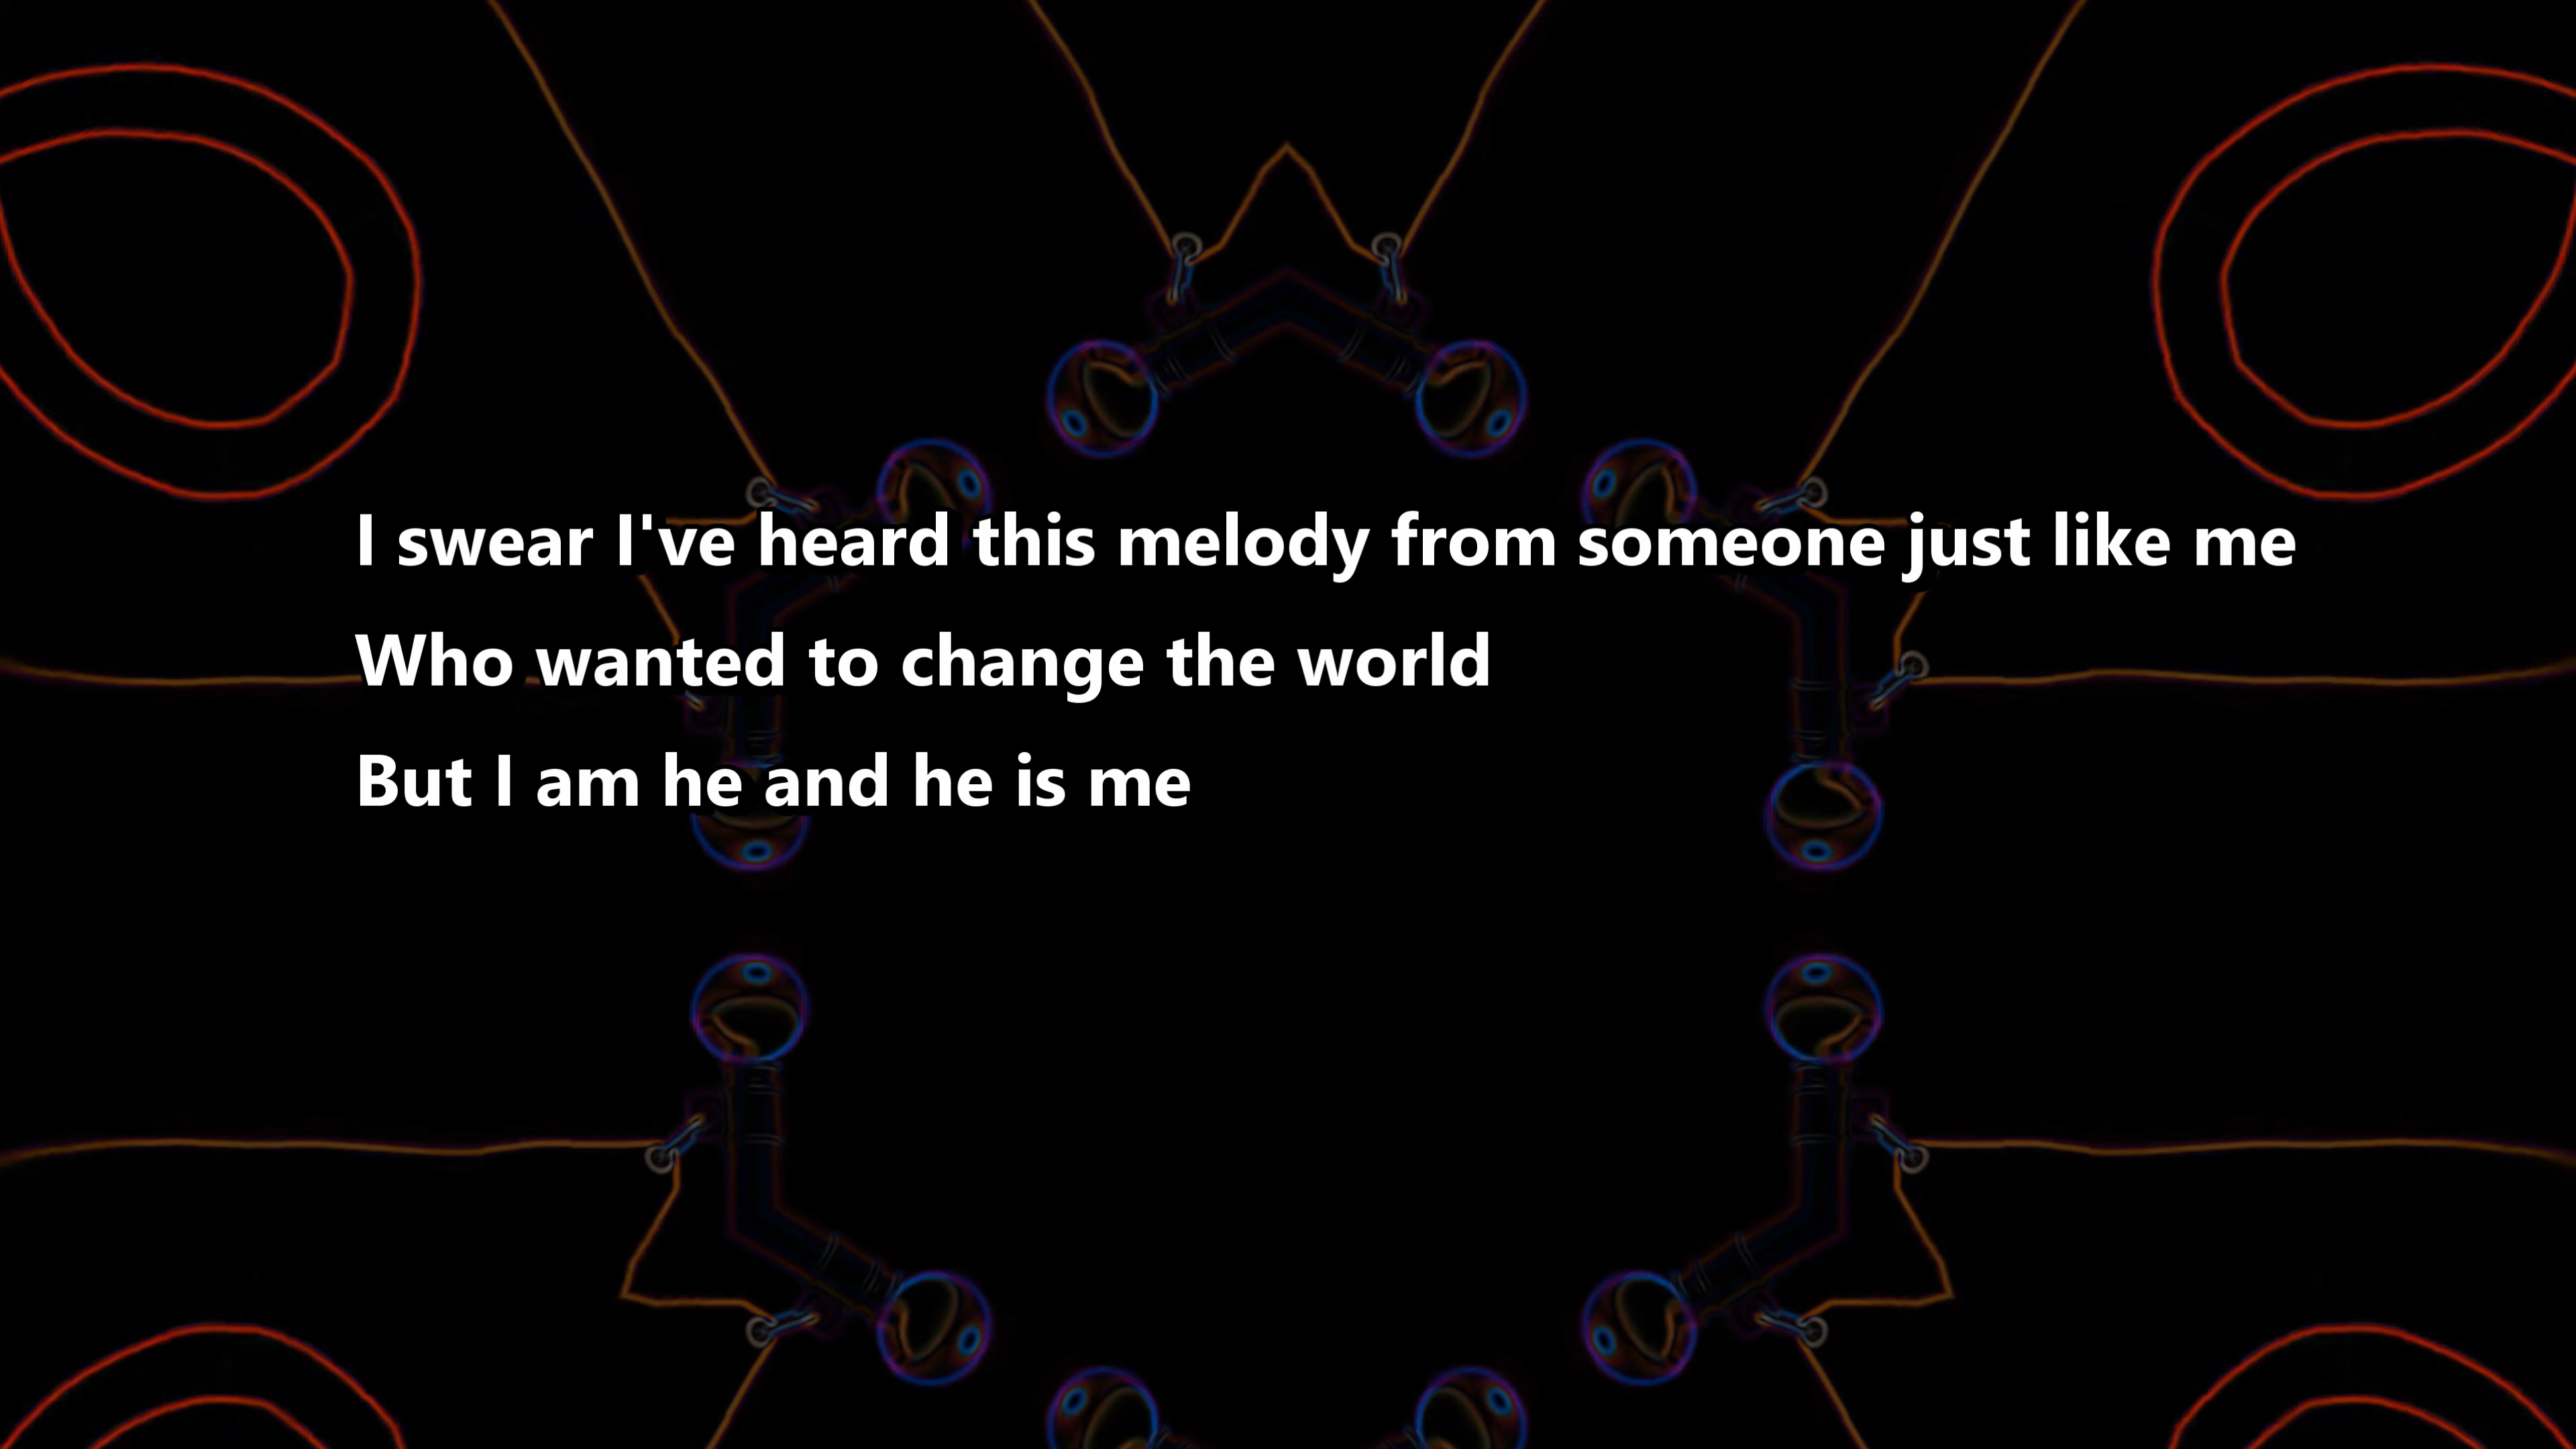 I swear I've heard this melody from someone just like me
Who wanted to change the world
But I am he and he is me